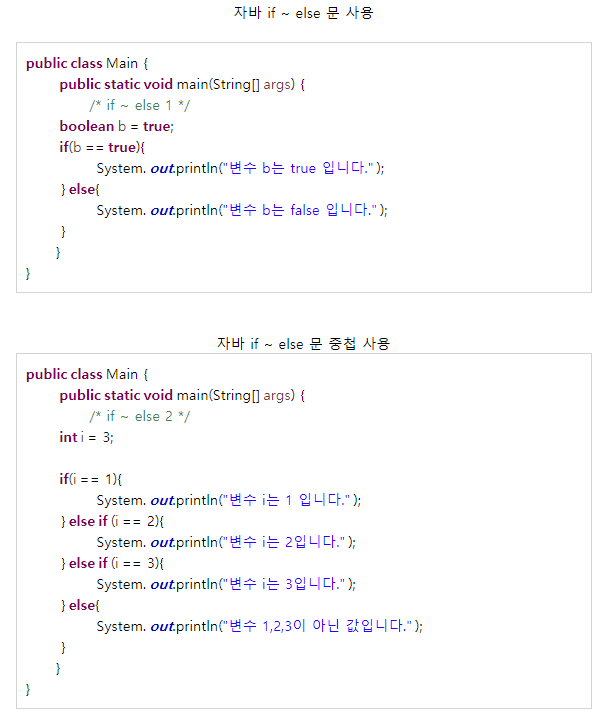 자바 if ~ else 문 사용
public class Main {
public static void main(String[] args) {
/* if ~ else 1 */
boolean b = true;
if(b == true){
System. out.println("변수 b는 true 입니다." );
} else{
System. out.println("변수 b는 false 입니다." );
}
}
}
자바 if ~ else 문 중첩 사용
public class Main {
public static void main(String[] args) {
/* if ~ else 2 */
int i = 3;
if(i == 1){
System. out.println("변수 i는 1 입니다." );
} else if (i == 2){
System. out.println("변수 i는 2입니다." );
} else if (i == 3){
System. out.println("변수 i는 3입니다." );
} else{
System. out.println("변수 1,2,3이 아닌 값입니다." );
}
}
}